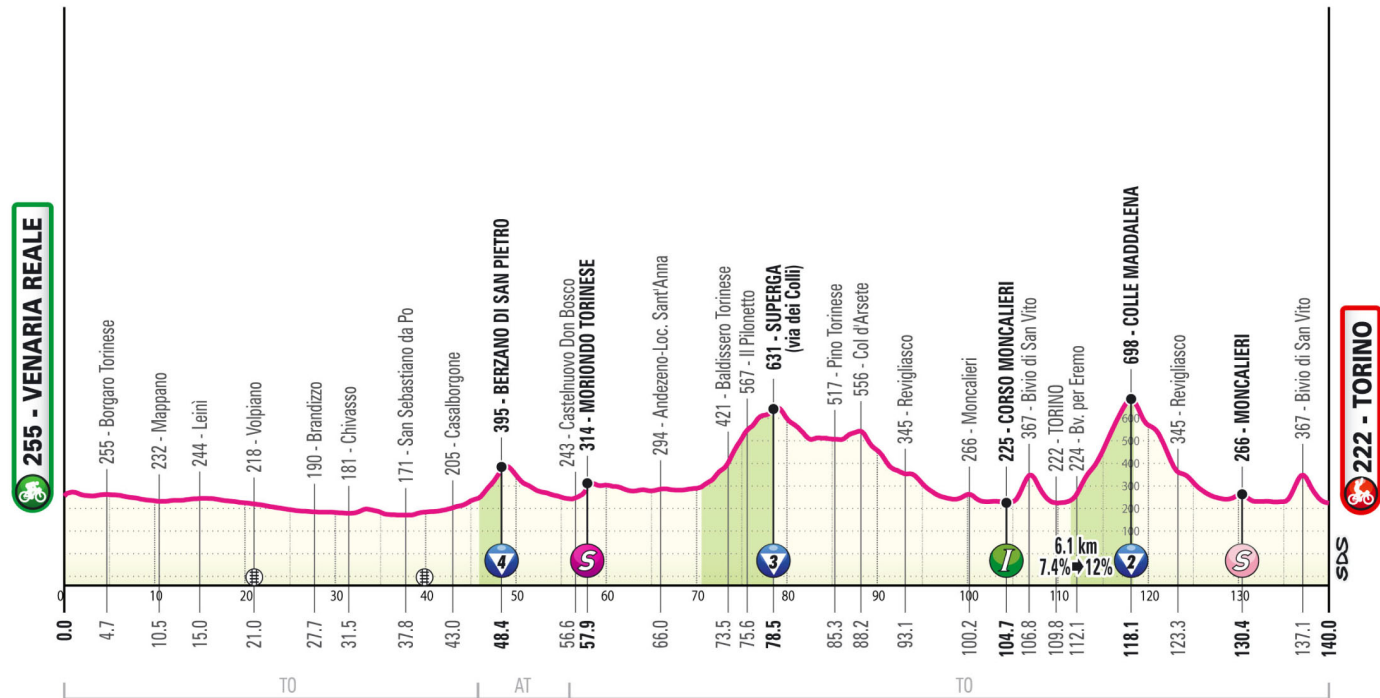 255 - VENARIA REALE
255 - Borgaro Torinese
232 - Mappano
244 - Leinì
218 - Volpiano
190 - Brandizzo
181 - Chivasso
171 - San Sebastiano da Po
205 - Casalborgone
395 - BERZANO DI SAN PIETRO
243 - Castelnuovo Don Bosco
314 - MORIONDO TORINESE
294 - Andezeno-Loc. Sant'Anna
421 - Baldissero Torinese
567 - Il Pilonetto
631 - SUPERGA
(via dei Colli)
517 - Pino Torinese
556 - Col d'Arsete
345 - Revigliasco
266 - Moncalieri
225 - CORSO MONCALIERI
367 - Bivio di San Vito
222 - TORINO
224 - Bv. per Eremo
698 - COLLE MADDALENA
345 - Revigliasco
266 - MONCALIERI
367 - Bivio di San Vito
222 - TORINO
600
500
400
300
200
100
4
S
3
I
6.1 km
7.4% 12%
2
S
SDS
0 10 20 30 40 50 60 70 80 90 100 110 120 130
0.0 4.7 10.5 15.0 21.0 27.7 31.5 37.8 43.0 48.4 56.6 57.9 66.0 73.5 75.6 78.5 85.3 88.2 93.1 100.2 104.7 106.8 109.8 112.1 118.1 123.3 130.4 137.1 140.0
TO AT TO